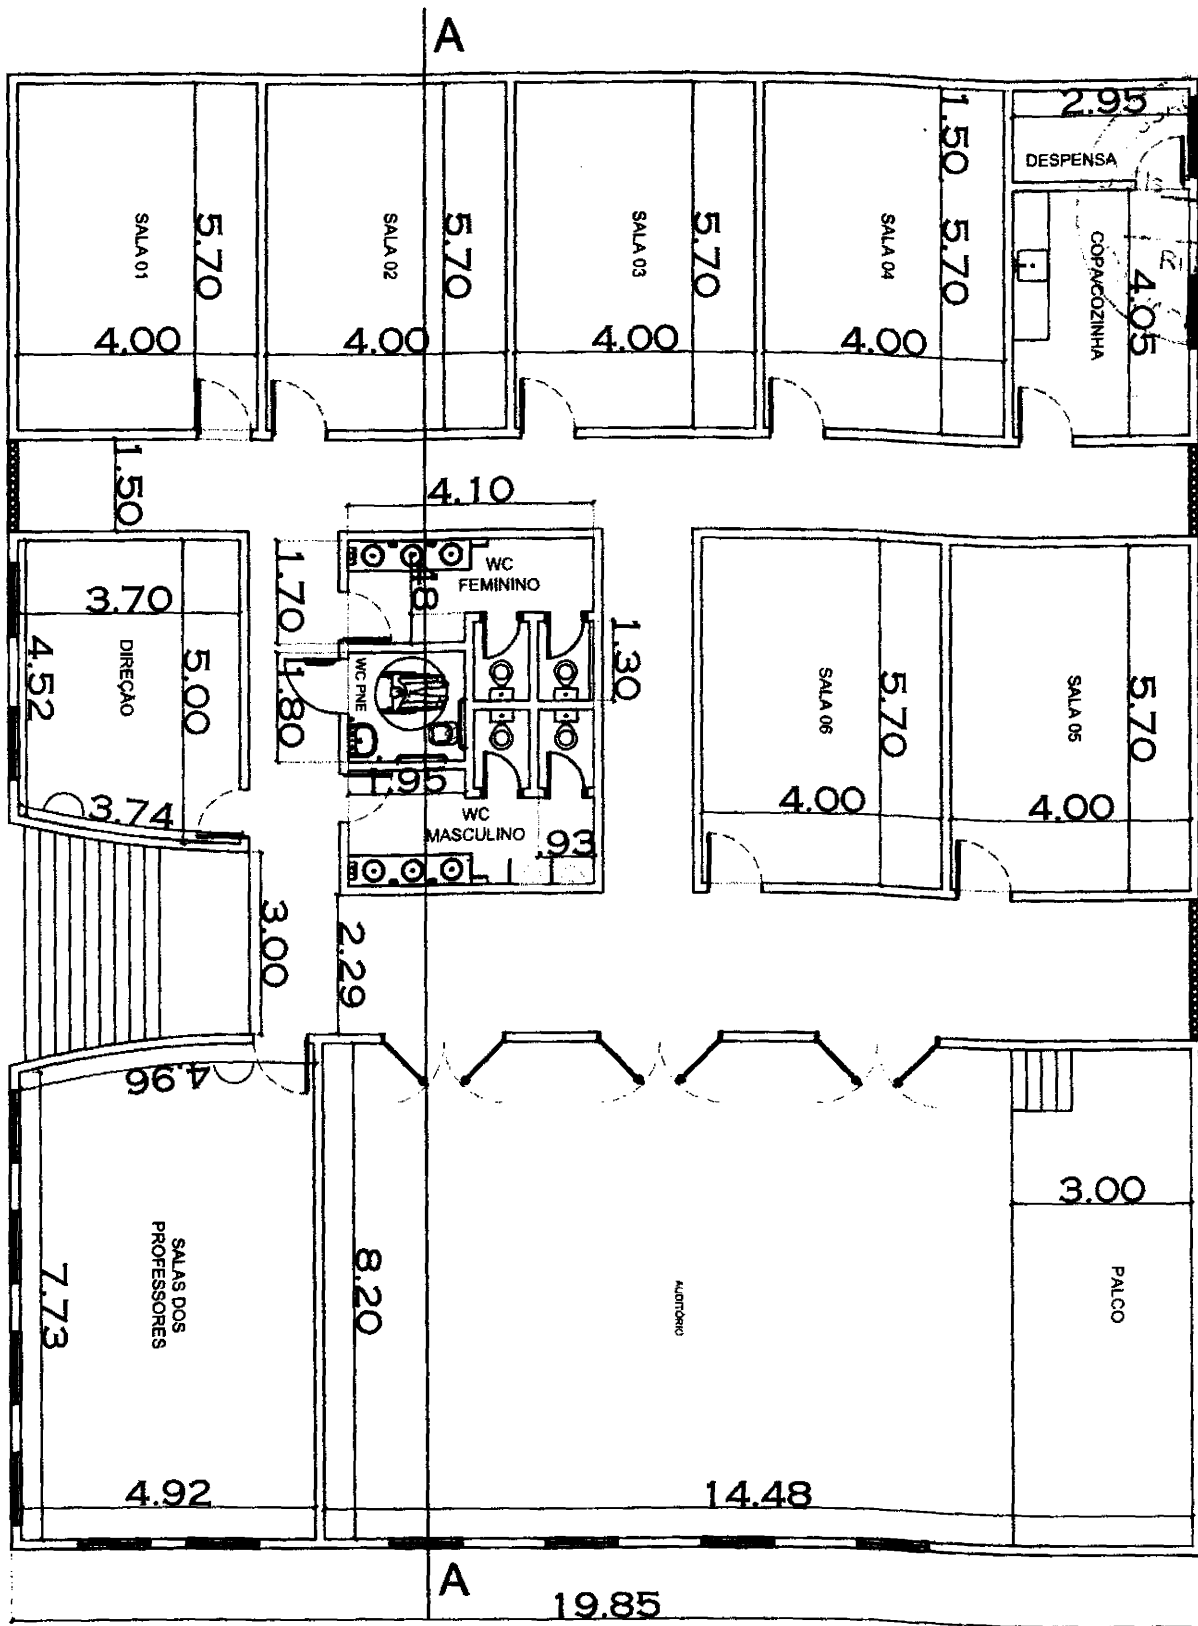 A
2.95
1.50
DESPENSA
SALA 01
5.70
SALA 02
5.70
SALA 03
5.70
SALA 04
5.70
COPA/COZINHA
4.05
4.00
4.00
4.00
4.00
1.50
4.10
1.70
WC
FEMININO
3.70
1.30
DIREÇÃO
4.52
5.00
1.80
WC PNE
SALA 06
5.70
SALA 05
5.70
1.95
3.74
WC
MASCULINO
.93
4.00
4.00
3.00
2.29
4.96
3.00
SALAS DOS
PROFESSORES
7.73
8.20
AUDITÓRIO
PALCO
4.92
14.48
A
19.85